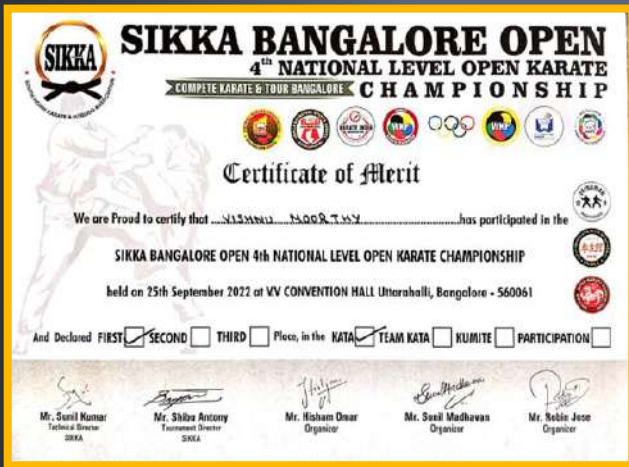 SIKKA
SIKKA BANGALORE OPEN
4th NATIONAL LEVEL OPEN KARATE
COMPETE KARATE & TOUR BANGALORE CHAMPIONSHIP
Certificate of Merit
We are Proud to certify that VISHNU MOORTHY has participated in the
SIKKA BANGALORE OPEN 4th NATIONAL LEVEL OPEN KARATE CHAMPIONSHIP
held on 25th September 2022 at VV CONVENTION HALL Uttarahalli, Bangalore - 560061
And Declared FIRST SECOND THIRD Place, in the KATA TEAM KATA KUMITE PARTICIPATION
Mr. Sunil Kumar Mr. Shibu Antony Mr. Hisham Omar Mr. Sunil Madhavan Mr. Robin Jose
Technical Director Tournament Director Organizer Organizer Organizer
SIKKA SIKKA